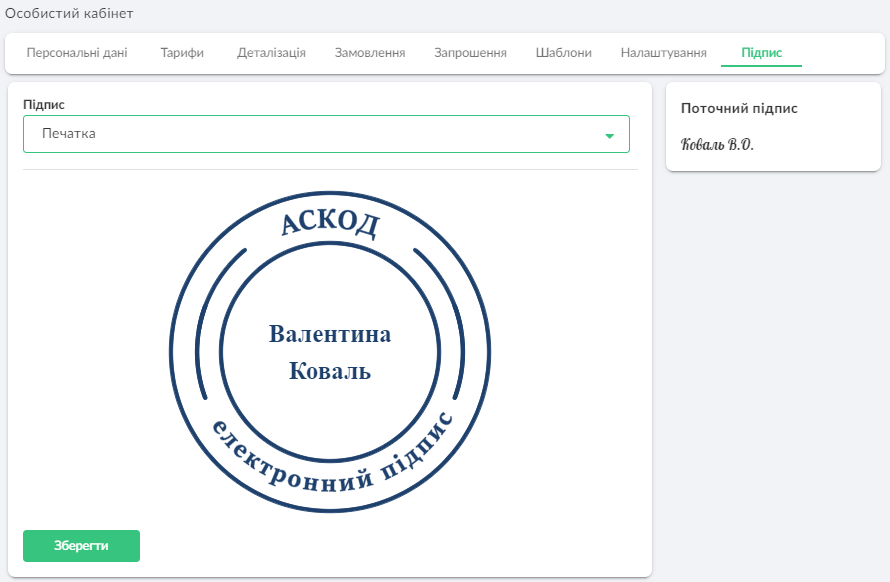 Особистий кабінет
Персональні дані Тарифи Деталізація Замовлення Запрошення Шаблони Налаштування Підпис
Підпис
Печатка
АСКОД
Валентина
Коваль
електронний підпис
Зберегти
Поточний підпис
Коваль В.О.